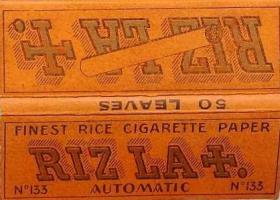 RIZ LA+.
50 LEAVES
FINEST RICE CIGARETTE PAPER
RIZ LA+.
Nº133 AUTOMATIC Nº133